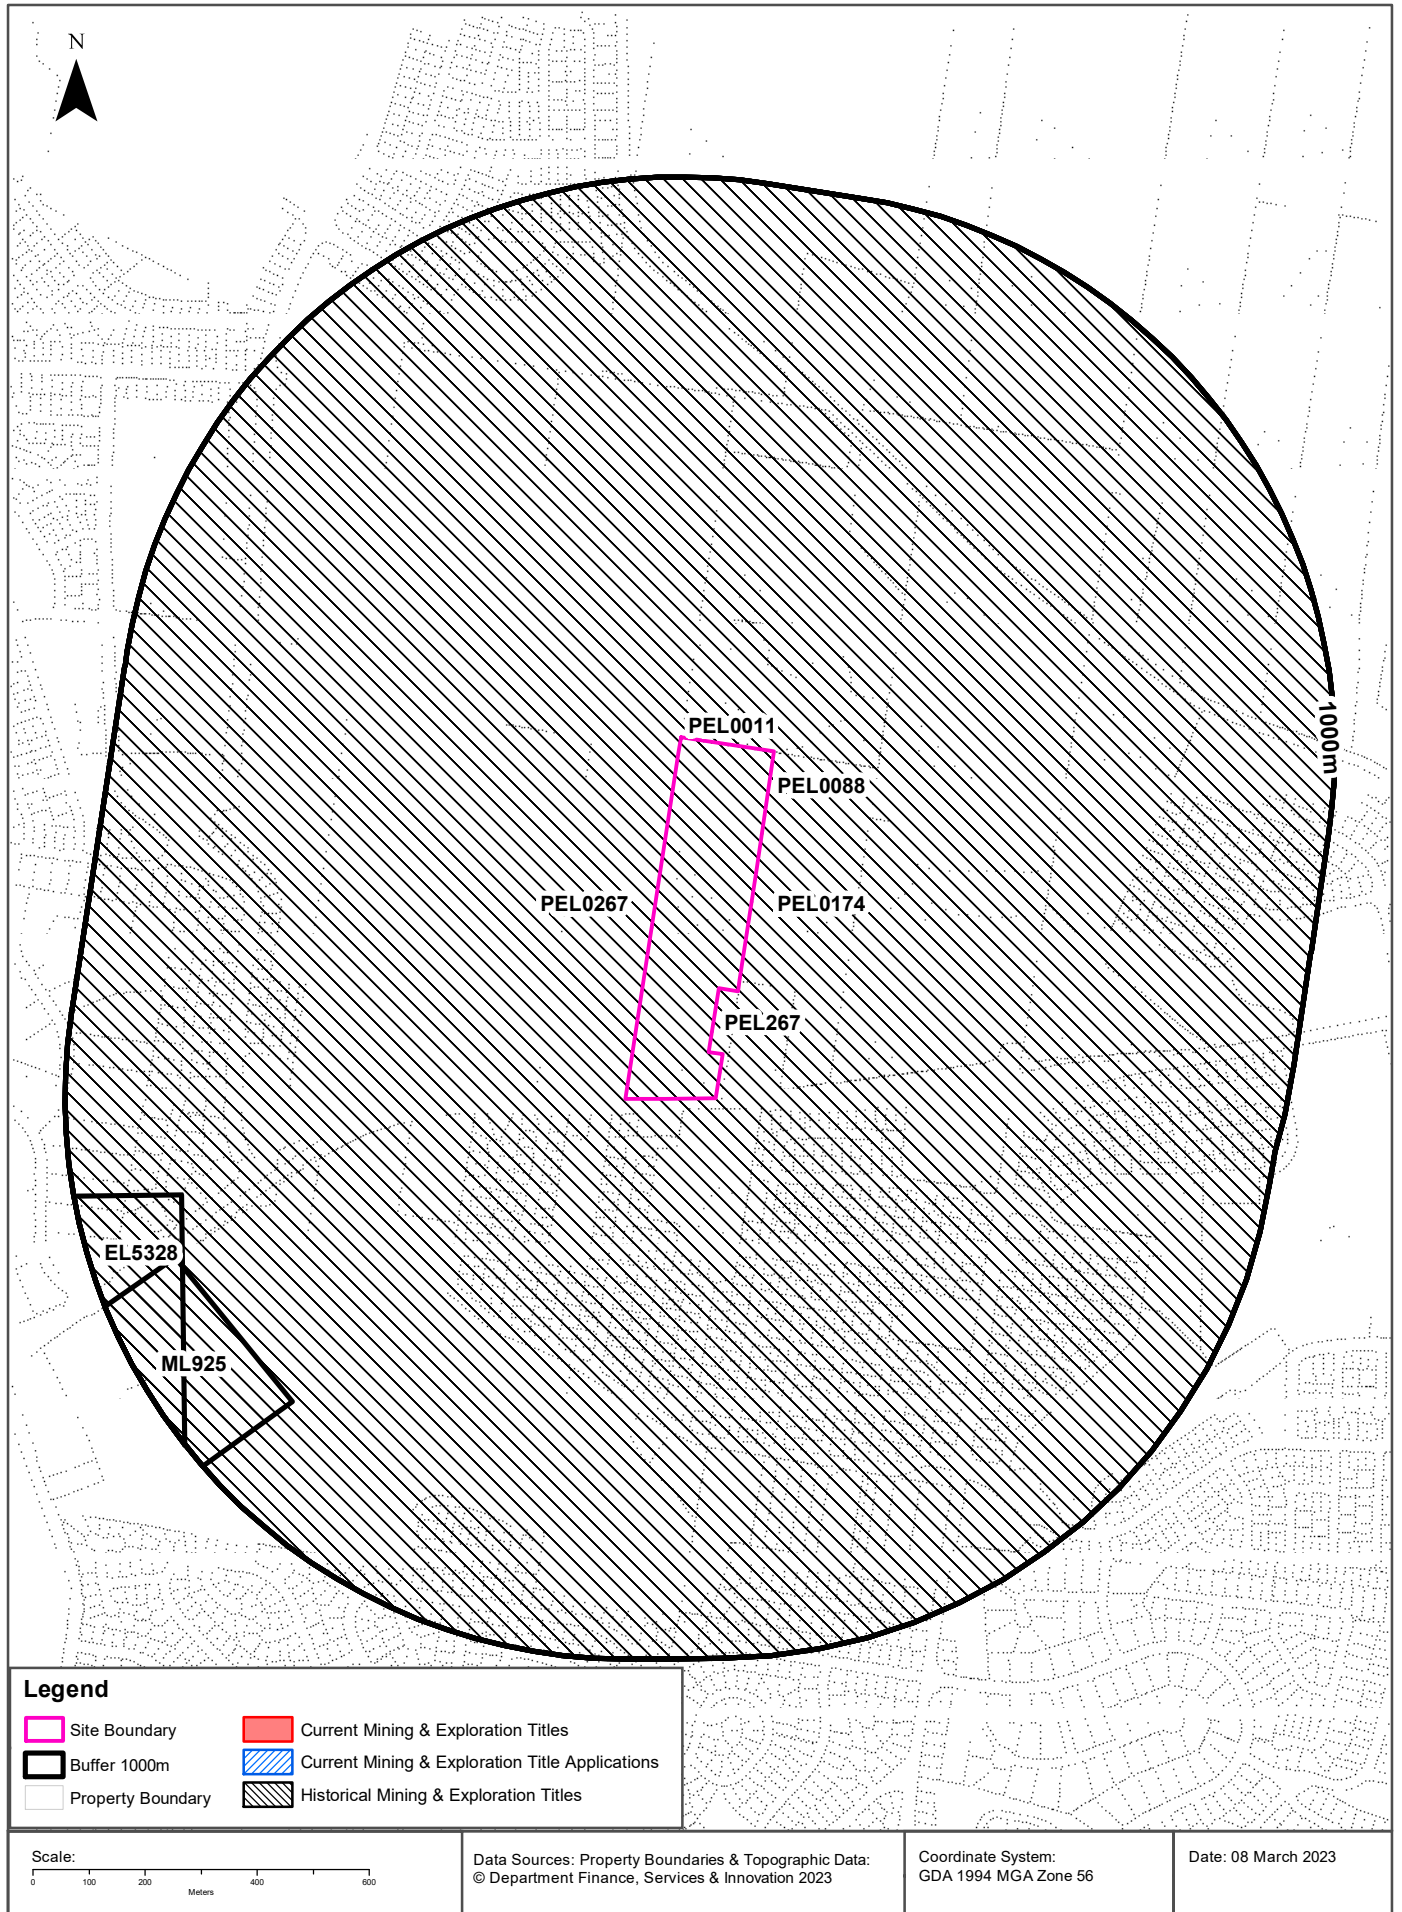 N
1000m
PEL0011
PEL0088
PEL0267
PEL0174
PEL267
EL5328
ML925
Legend
Site Boundary
Buffer 1000m
Property Boundary
Current Mining & Exploration Titles
Current Mining & Exploration Title Applications
Historical Mining & Exploration Titles
Scale:
0 100 200 400 600
Meters
Data Sources: Property Boundaries & Topographic Data:
© Department Finance, Services & Innovation 2023
Coordinate System:
GDA 1994 MGA Zone 56
Date: 08 March 2023